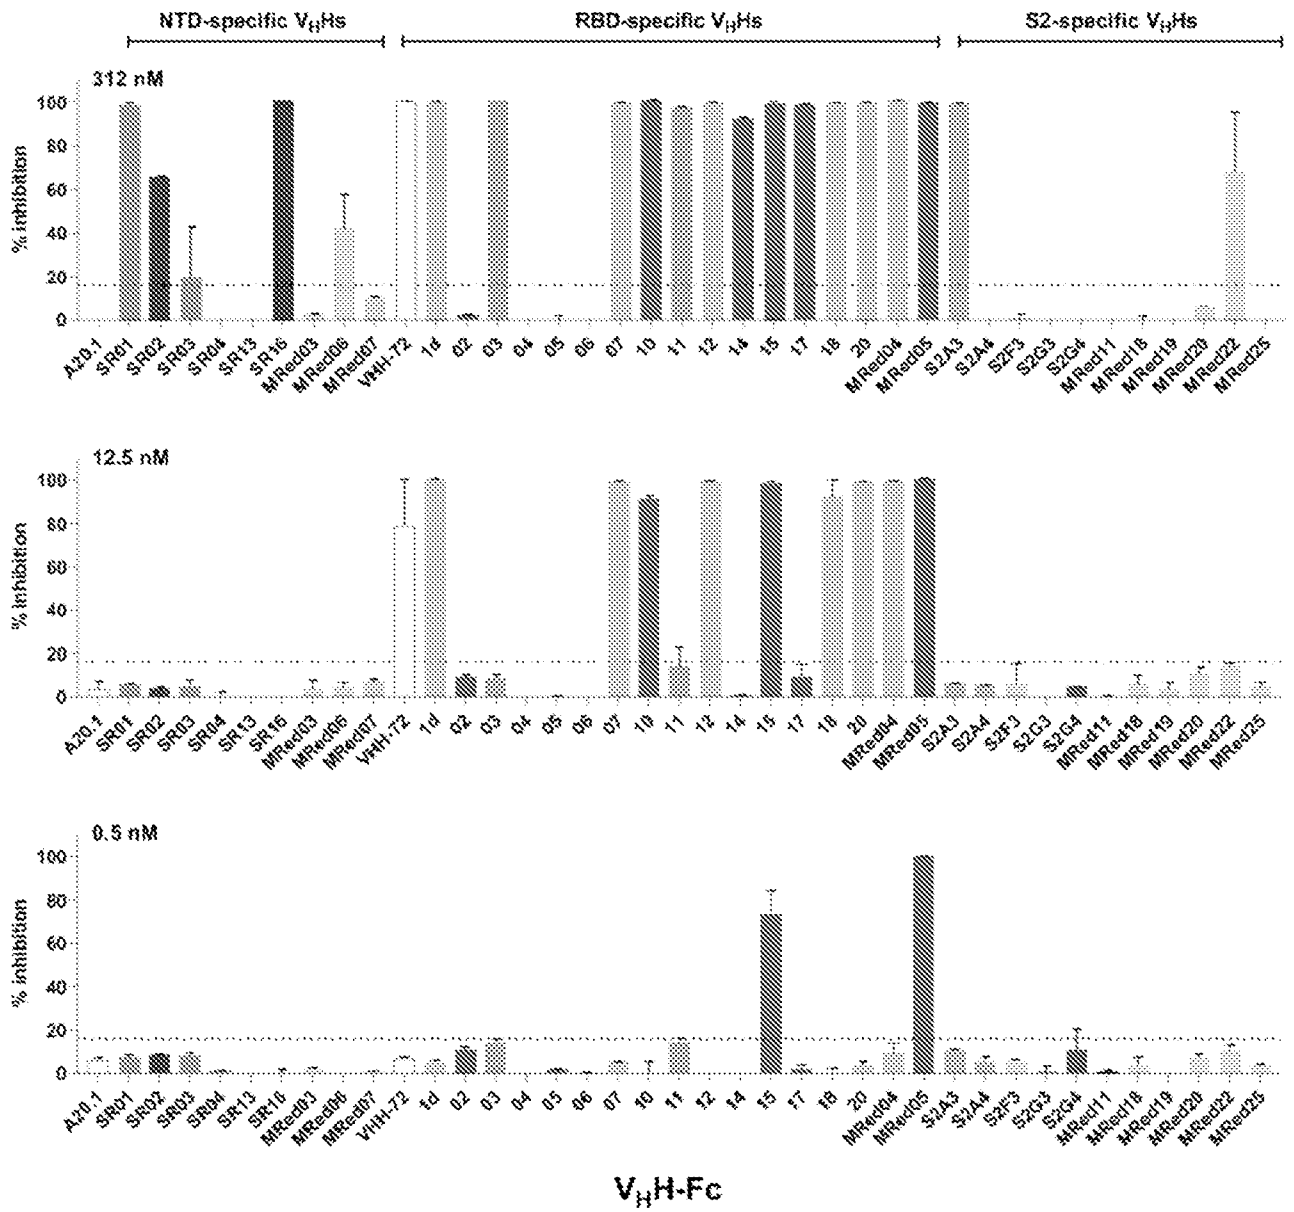 NTD-specific VHHs RBD-specific VHHs S2-specific VHHs
312 nM
% inhibition
100
80
60
40
20
0
A20.1 SR01 SR02 SR03 SR04 SR13 SR16 MRed03 MRed06 MRed07 VHH-72 1d 02 03 04 05 06 07 10 11 12 14 15 17 18 20 MRed04 MRed05 S2A3 S2A4 S2F3 S2G3 S2G4 MRed11 MRed18 MRed19 MRed20 MRed22 MRed25
12.5 nM
% inhibition
100
80
60
40
20
0
A20.1 SR01 SR02 SR03 SR04 SR13 SR16 MRed03 MRed06 MRed07 VHH-72 1d 02 03 04 05 06 07 10 11 12 14 15 17 18 20 MRed04 MRed05 S2A3 S2A4 S2F3 S2G3 S2G4 MRed11 MRed18 MRed19 MRed20 MRed22 MRed25
0.5 nM
% inhibition
100
80
60
40
20
0
A20.1 SR01 SR02 SR03 SR04 SR13 SR16 MRed03 MRed06 MRed07 VHH-72 1d 02 03 04 05 06 07 10 11 12 14 15 17 18 20 MRed04 MRed05 S2A3 S2A4 S2F3 S2G3 S2G4 MRed11 MRed18 MRed19 MRed20 MRed22 MRed25
VHH-Fc